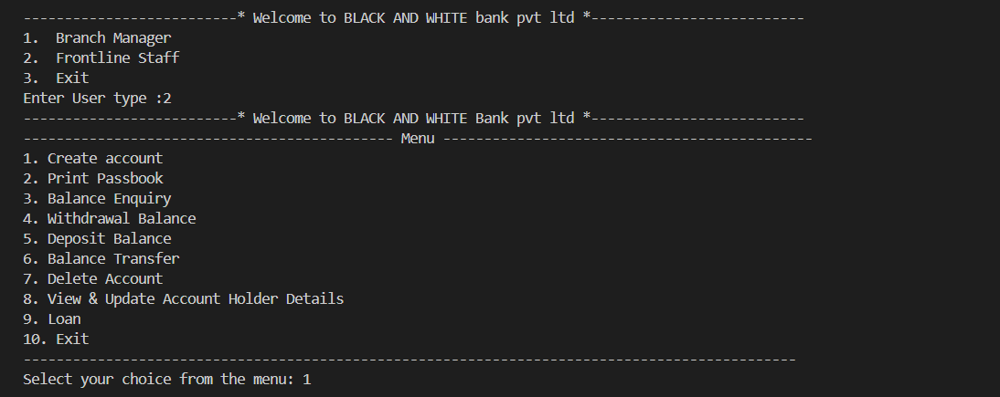 --------------------------* Welcome to BLACK AND WHITE bank pvt ltd *--------------------------
1.  Branch Manager
2.  Frontline Staff
3.  Exit
Enter User type :2
--------------------------* Welcome to BLACK AND WHITE Bank pvt ltd *--------------------------
--------------------------------------------- Menu ---------------------------------------------
1. Create account
2. Print Passbook
3. Balance Enquiry
4. Withdrawal Balance
5. Deposit Balance
6. Balance Transfer
7. Delete Account
8. View & Update Account Holder Details
9. Loan
10. Exit
----------------------------------------------------------------------------------------------
Select your choice from the menu: 1